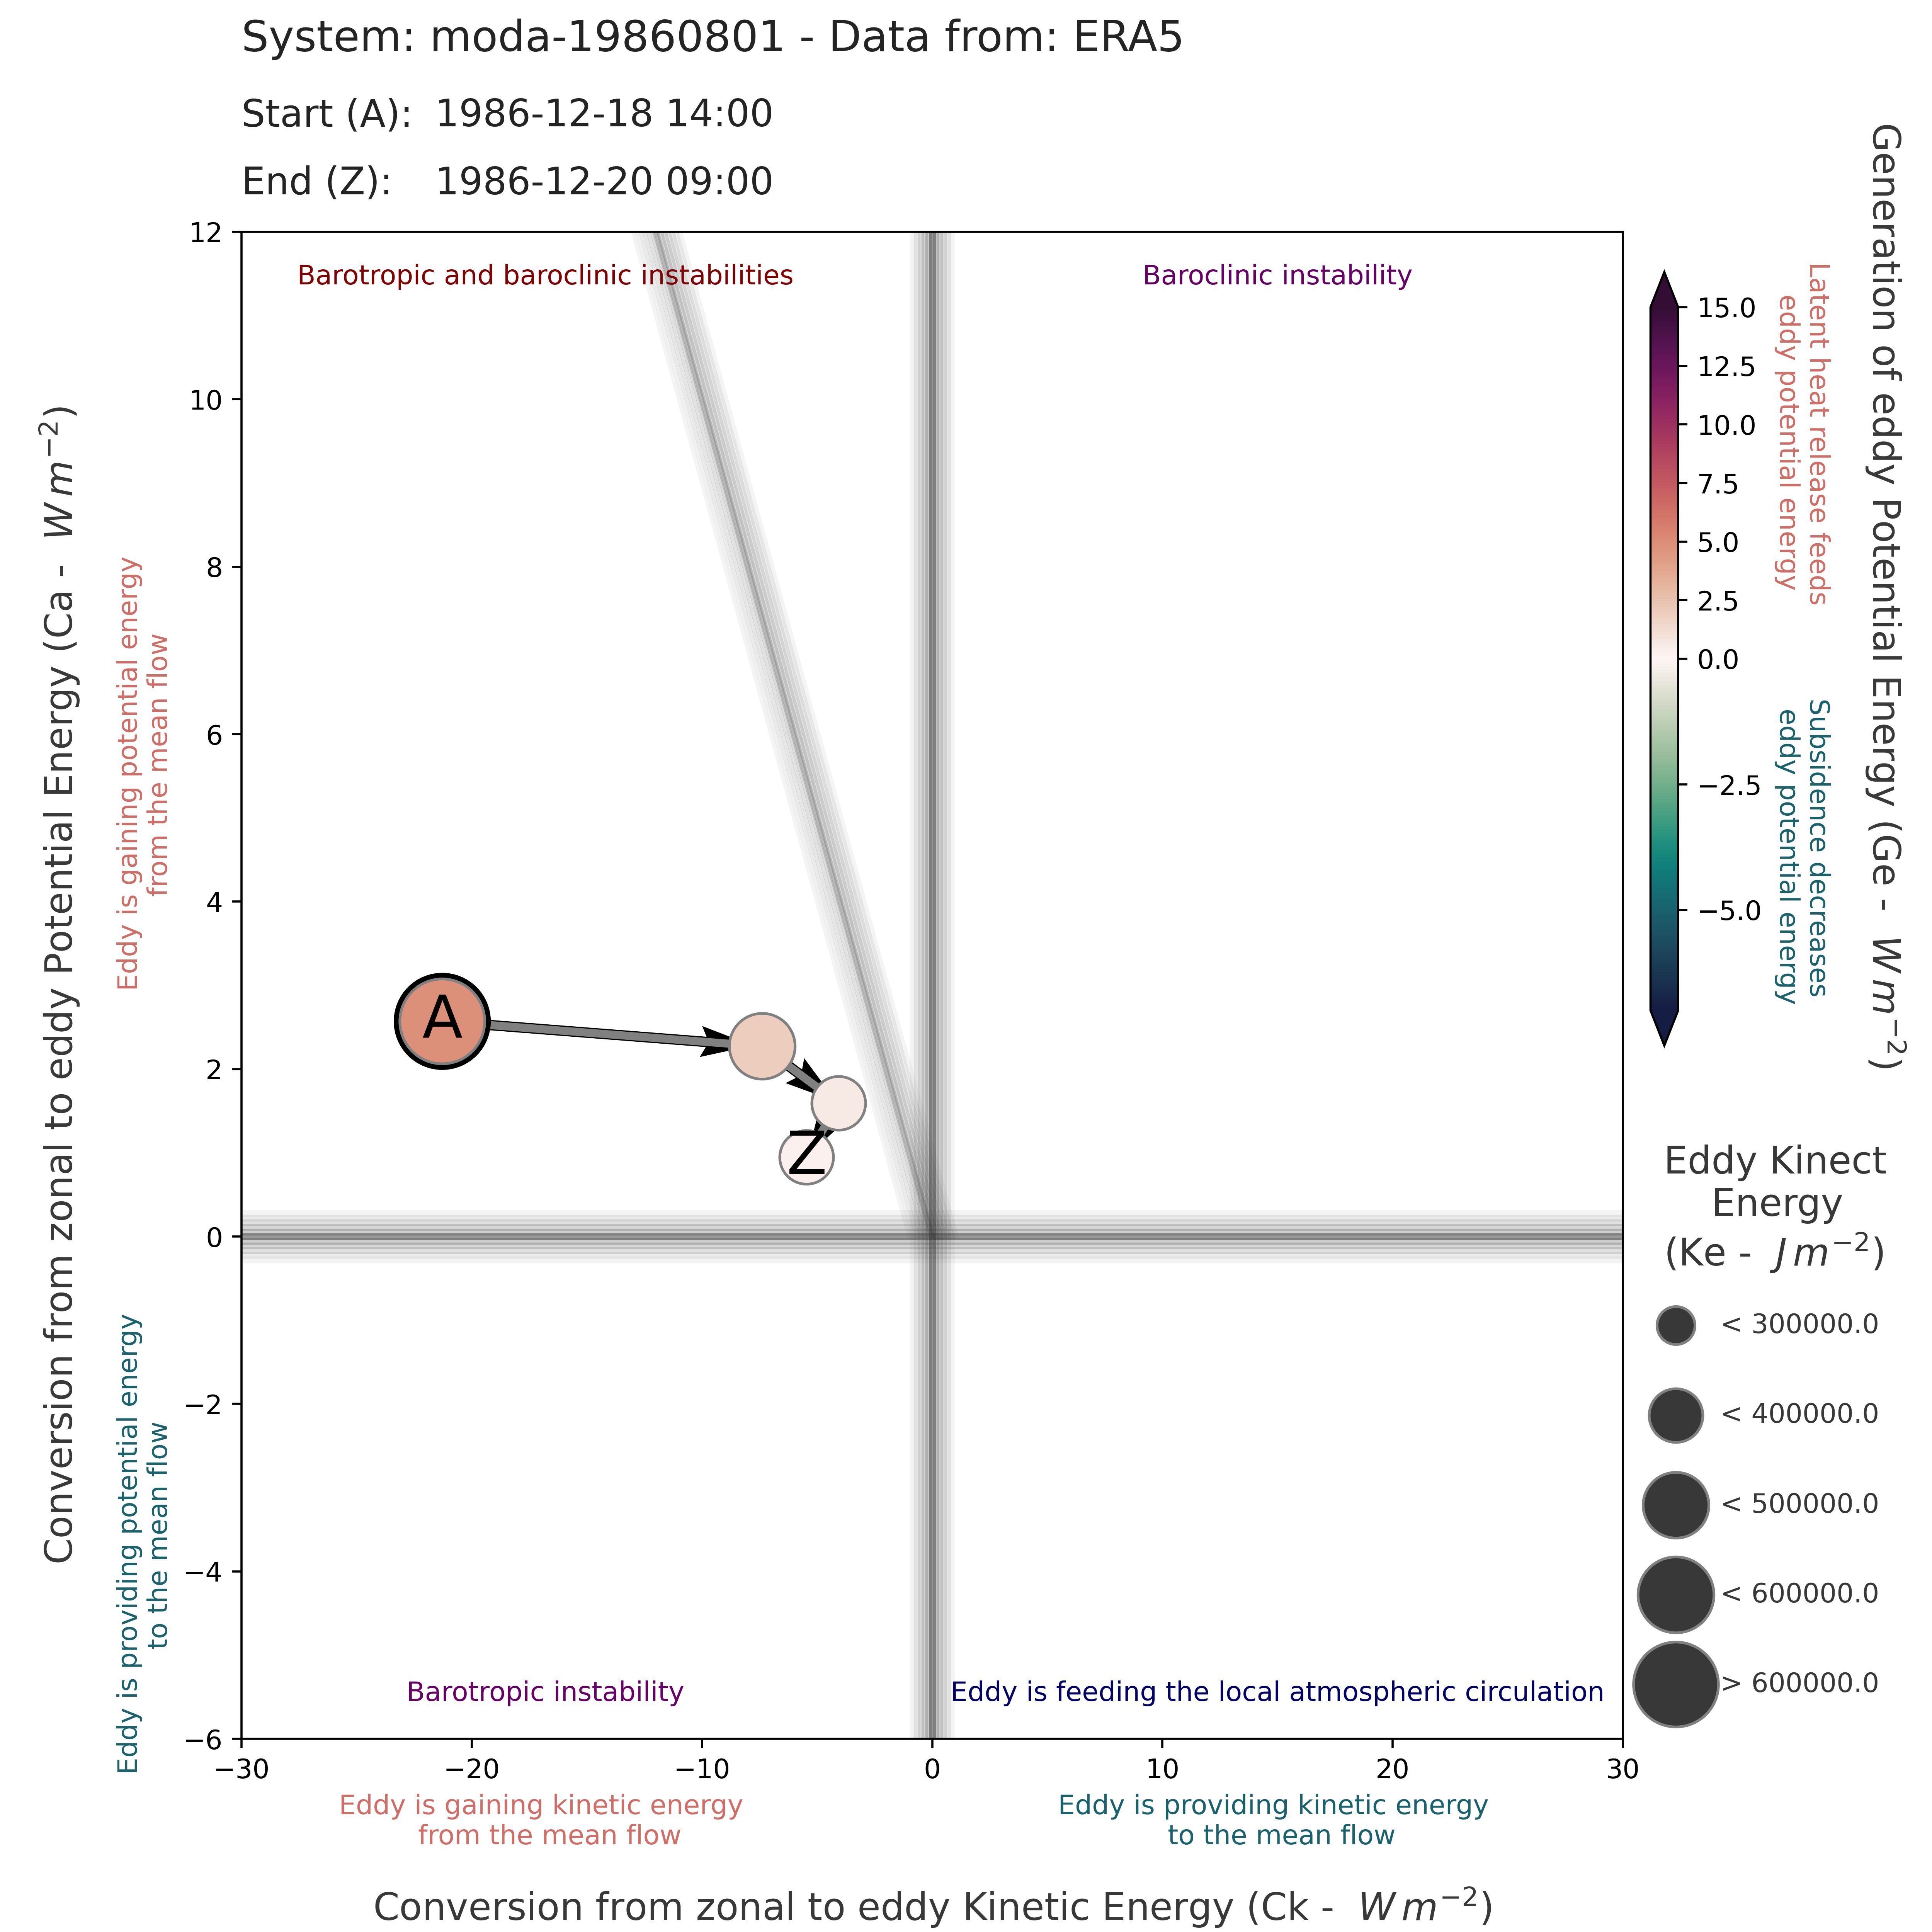 System: moda-19860801 - Data from: ERA5
Start (A): 1986-12-18 14:00
End (Z): 1986-12-20 09:00
Barotropic and baroclinic instabilities
Baroclinic instability
12
10
8
6
4
2
0
−2
−4
−6
A
Z
Barotropic instability
Eddy is feeding the local atmospheric circulation
−30
−20
−10
0
10
20
30
Eddy is gaining kinetic energy
from the mean flow
Eddy is providing kinetic energy
to the mean flow
Conversion from zonal to eddy Kinetic Energy (Ck - W m⁻²)
Conversion from zonal to eddy Potential Energy (Ca - W m⁻²)
Eddy is gaining potential energy
from the mean flow
Eddy is providing potential energy
to the mean flow
15.0
12.5
10.0
7.5
5.0
2.5
0.0
−2.5
−5.0
Latent heat release feeds
eddy potential energy
Subsidence decreases
eddy potential energy
Generation of eddy Potential Energy (Ge - W m⁻²)
Eddy Kinect
Energy
(Ke - J m⁻²)
< 300000.0
< 400000.0
< 500000.0
< 600000.0
> 600000.0